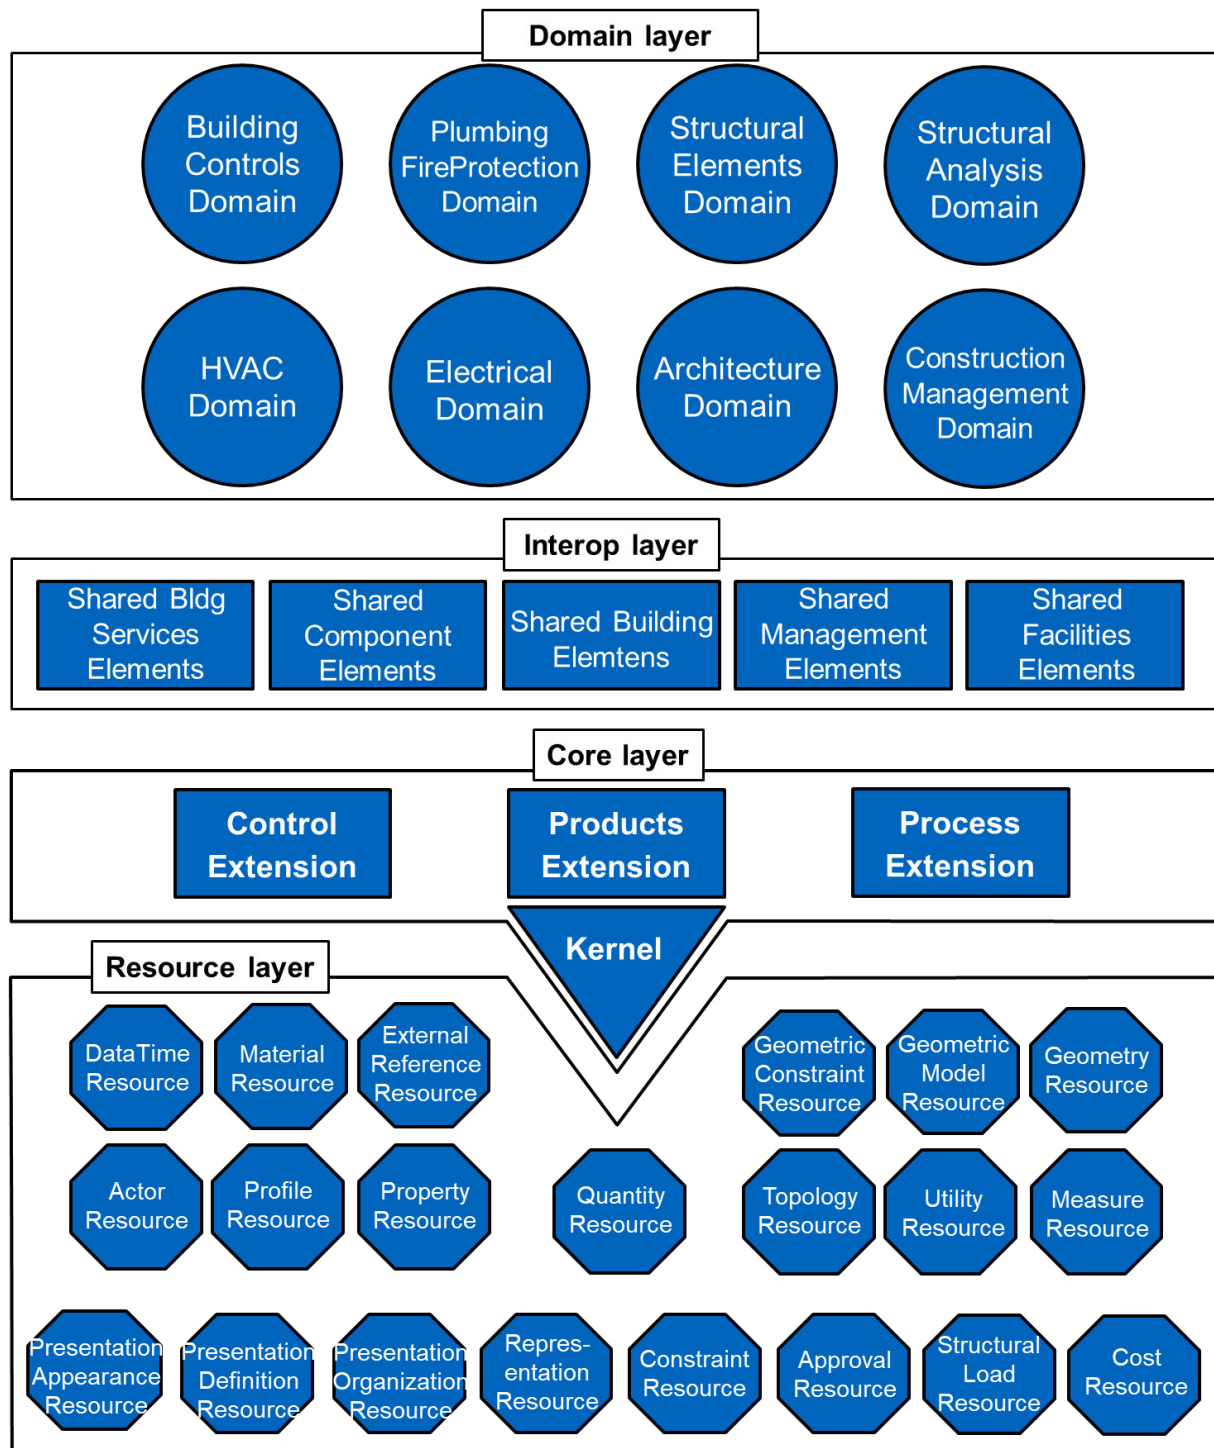 Domain layer
Building
Controls
Domain
Plumbing
FireProtection
Domain
Structural
Elements
Domain
Structural
Analysis
Domain
HVAC
Domain
Electrical
Domain
Architecture
Domain
Construction
Management
Domain
Interop layer
Shared Bldg
Services
Elements
Shared
Component
Elements
Shared Building
Elemtens
Shared
Management
Elements
Shared
Facilities
Elements
Core layer
Control
Extension
Products
Extension
Process
Extension
Kernel
Resource layer
DataTime
Resource
Material
Resource
External
Reference
Resource
Geometric
Constraint
Resource
Geometric
Model
Resource
Geometry
Resource
Actor
Resource
Profile
Resource
Property
Resource
Quantity
Resource
Topology
Resource
Utility
Resource
Measure
Resource
Presentation
Appearance
Resource
Presentation
Definition
Resource
Presentation
Organization
Resource
Repres-
entation
Resource
Constraint
Resource
Approval
Resource
Structural
Load
Resource
Cost
Resource